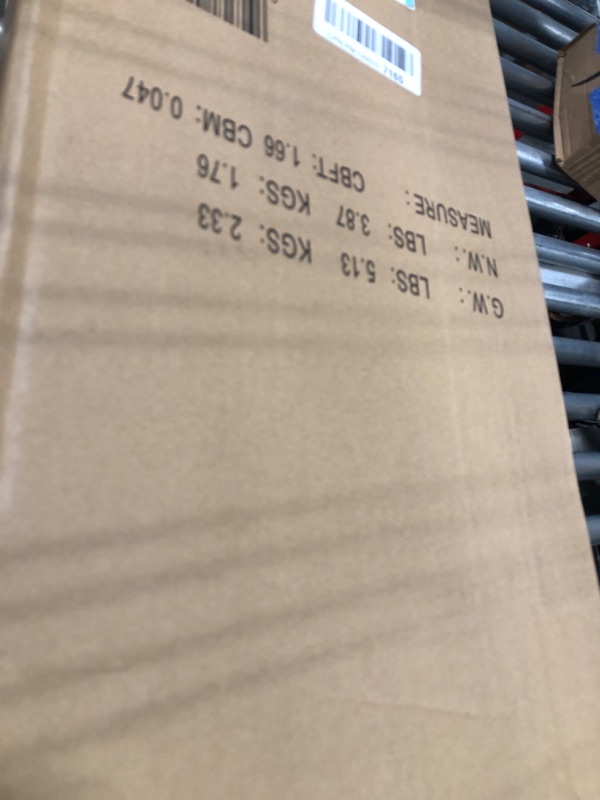 G.W.: LBS: 5.13 KGS: 2.33
N.W.: LBS: 3.87 KGS: 1.76
MEASURE: CBFT: 1.66 CBM: 0.047
7165